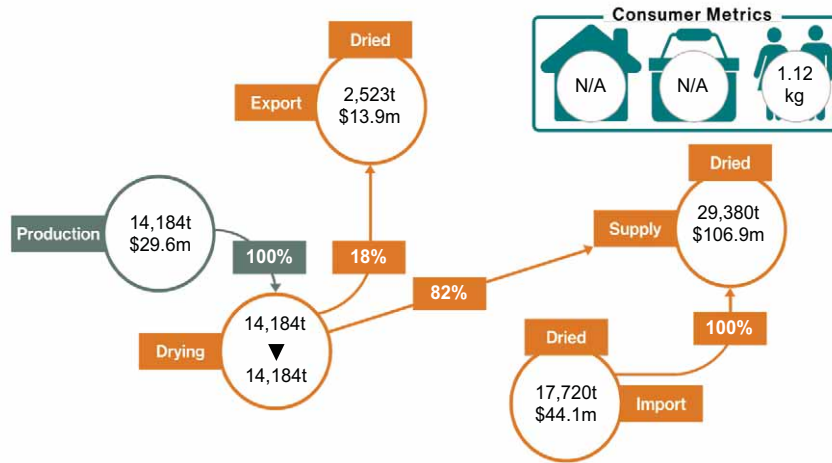 Consumer Metrics
N/A
N/A
1.12
kg
Dried
Export
2,523t
$13.9m
Production
14,184t
$29.6m
100%
18%
82%
Drying
14,184t
▼
14,184t
Dried
Supply
29,380t
$106.9m
100%
Dried
17,720t
$44.1m
Import